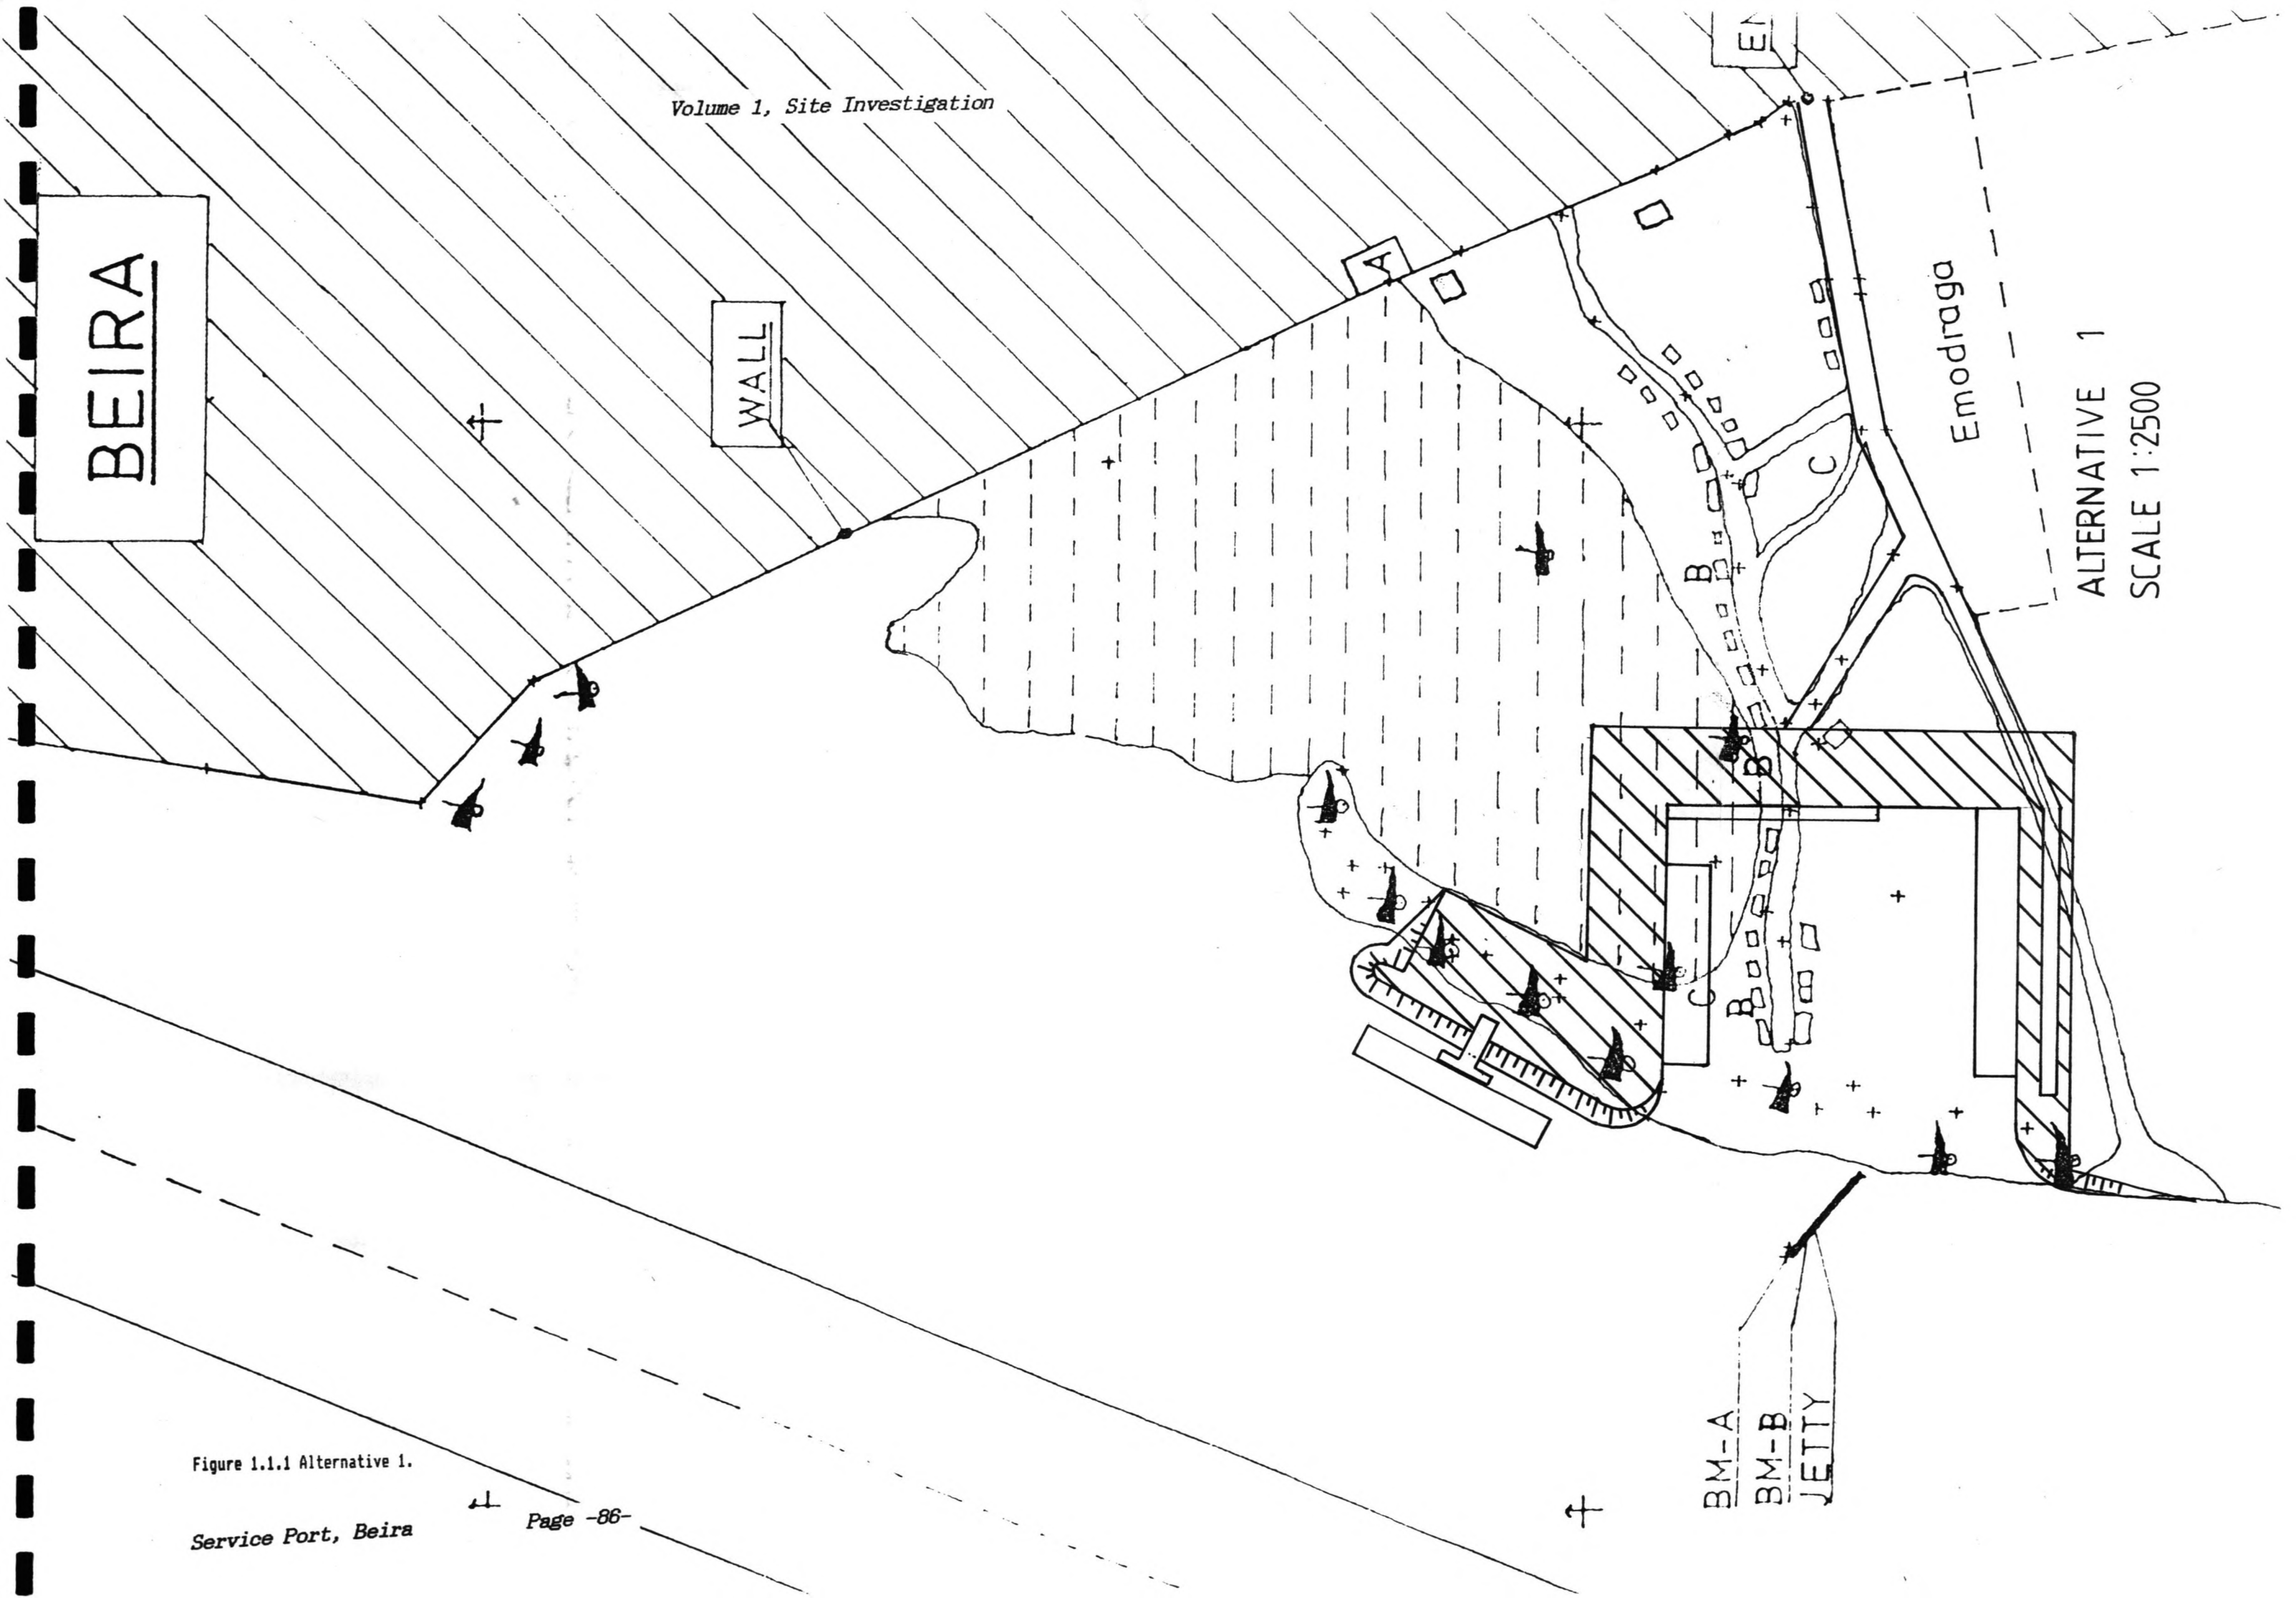 Volume 1, Site Investigation
BEIRA
WALL
A
Emodraga
ALTERNATIVE 1
SCALE 1:2500
C
B
B
C
B
BM-A
BM-B
JETTY
Figure 1.1.1 Alternative 1.
Service Port, Beira
Page -86-